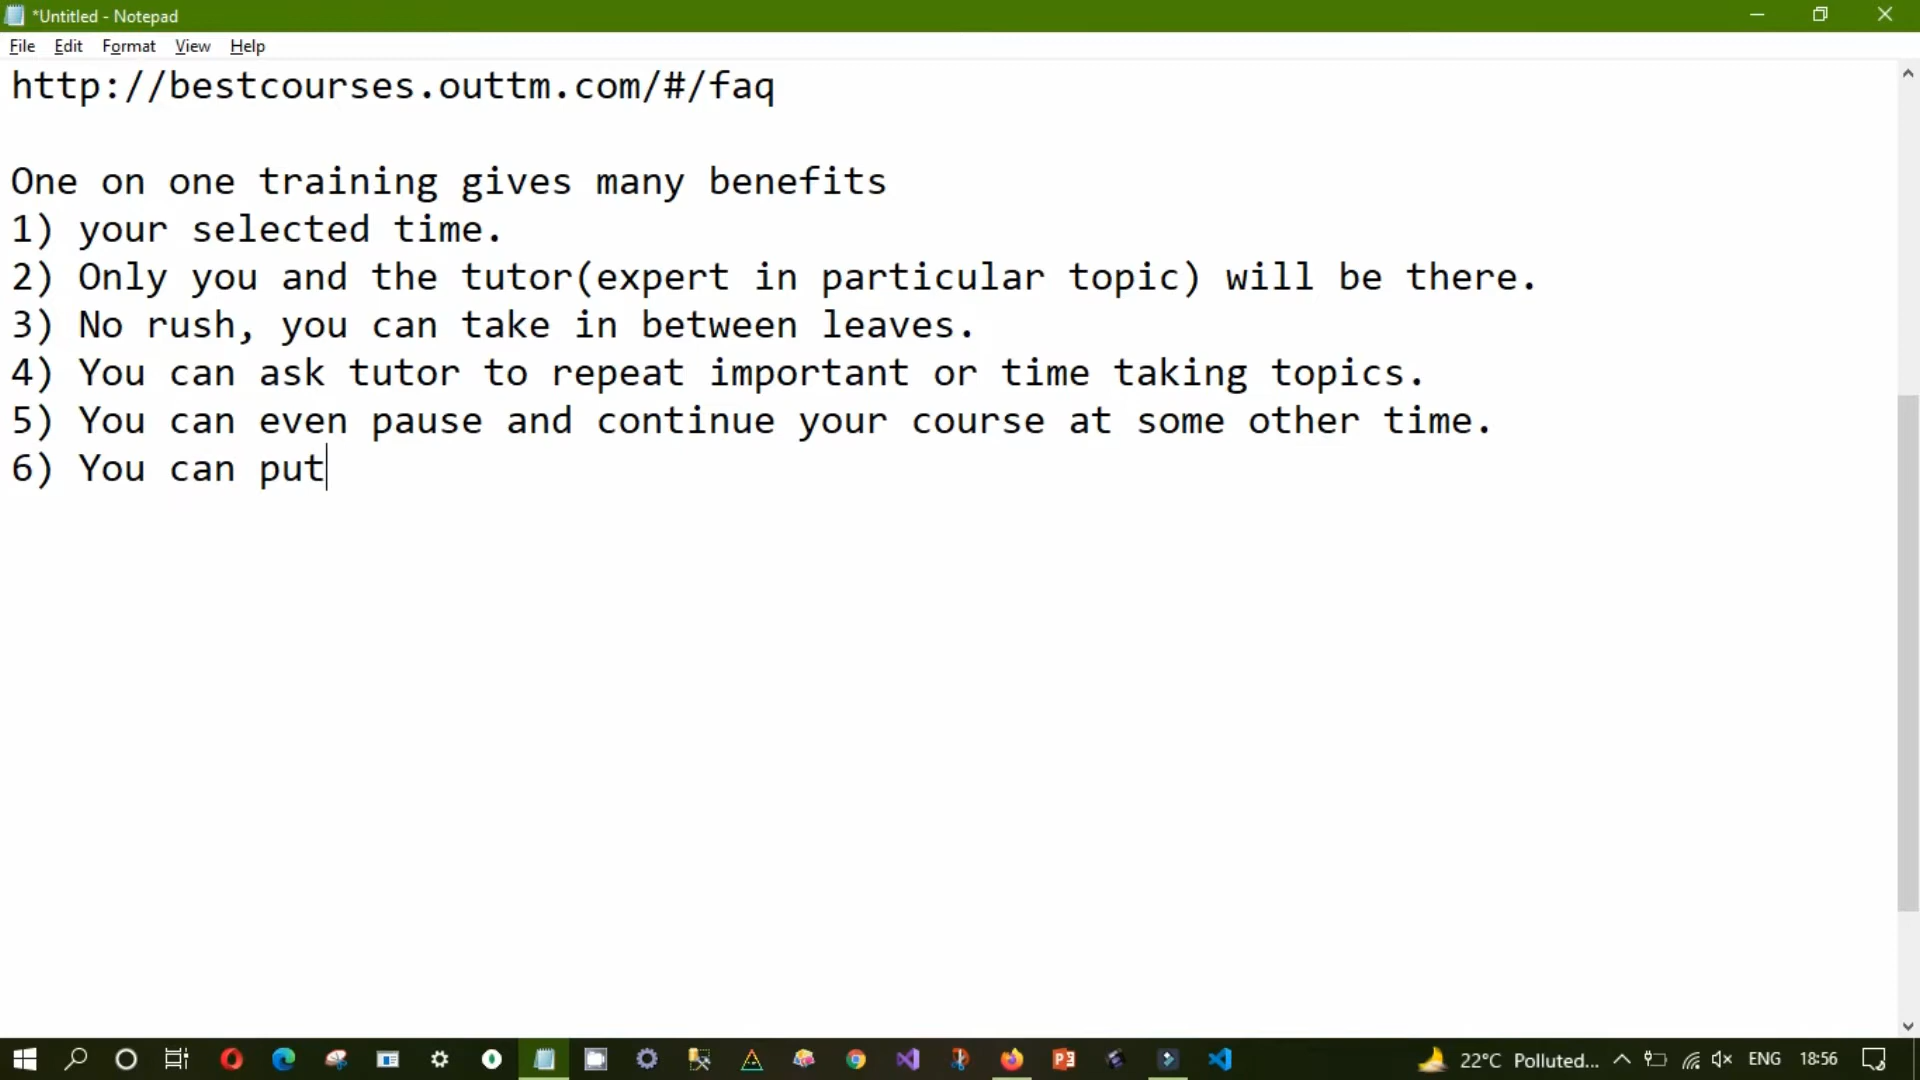 *Untitled - Notepad
File Edit Format View Help
http://bestcourses.outtm.com/#/faq
One on one training gives many benefits
1) your selected time.
2) Only you and the tutor(expert in particular topic) will be there.
3) No rush, you can take in between leaves.
4) You can ask tutor to repeat important or time taking topics.
5) You can even pause and continue your course at some other time.
6) You can put
22°C Polluted... ENG 18:56